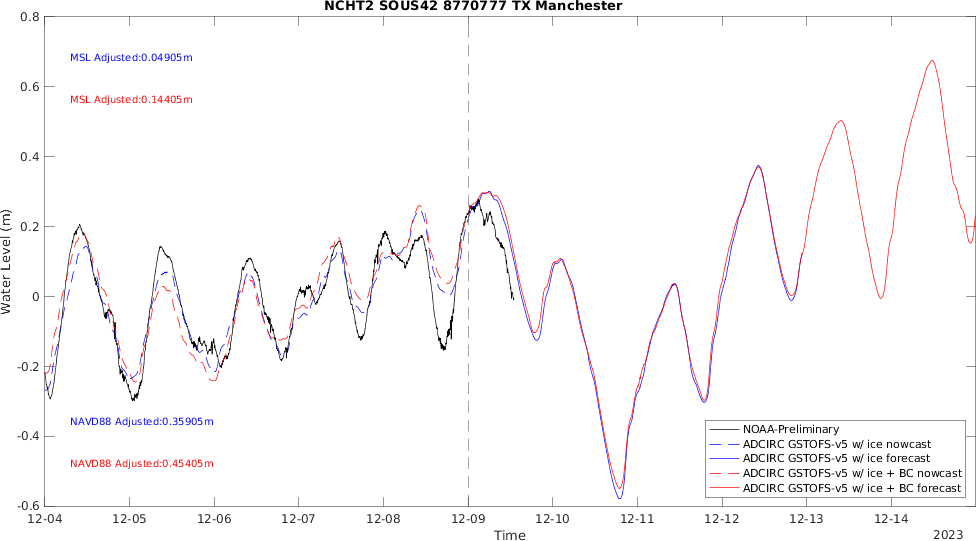 NCHT2 SOUS42 8770777 TX Manchester
0.8
0.6
0.4
0.2
0
-0.2
-0.4
-0.6
Water Level (m)
MSL Adjusted:0.04905m
MSL Adjusted:0.14405m
NAVD88 Adjusted:0.35905m
NAVD88 Adjusted:0.45405m
NOAA-Preliminary
ADCIRC GSTOFS-v5 w/ ice nowcast
ADCIRC GSTOFS-v5 w/ ice forecast
ADCIRC GSTOFS-v5 w/ ice + BC nowcast
ADCIRC GSTOFS-v5 w/ ice + BC forecast
12-04 12-05 12-06 12-07 12-08 12-09 12-10 12-11 12-12 12-13 12-14
Time
2023